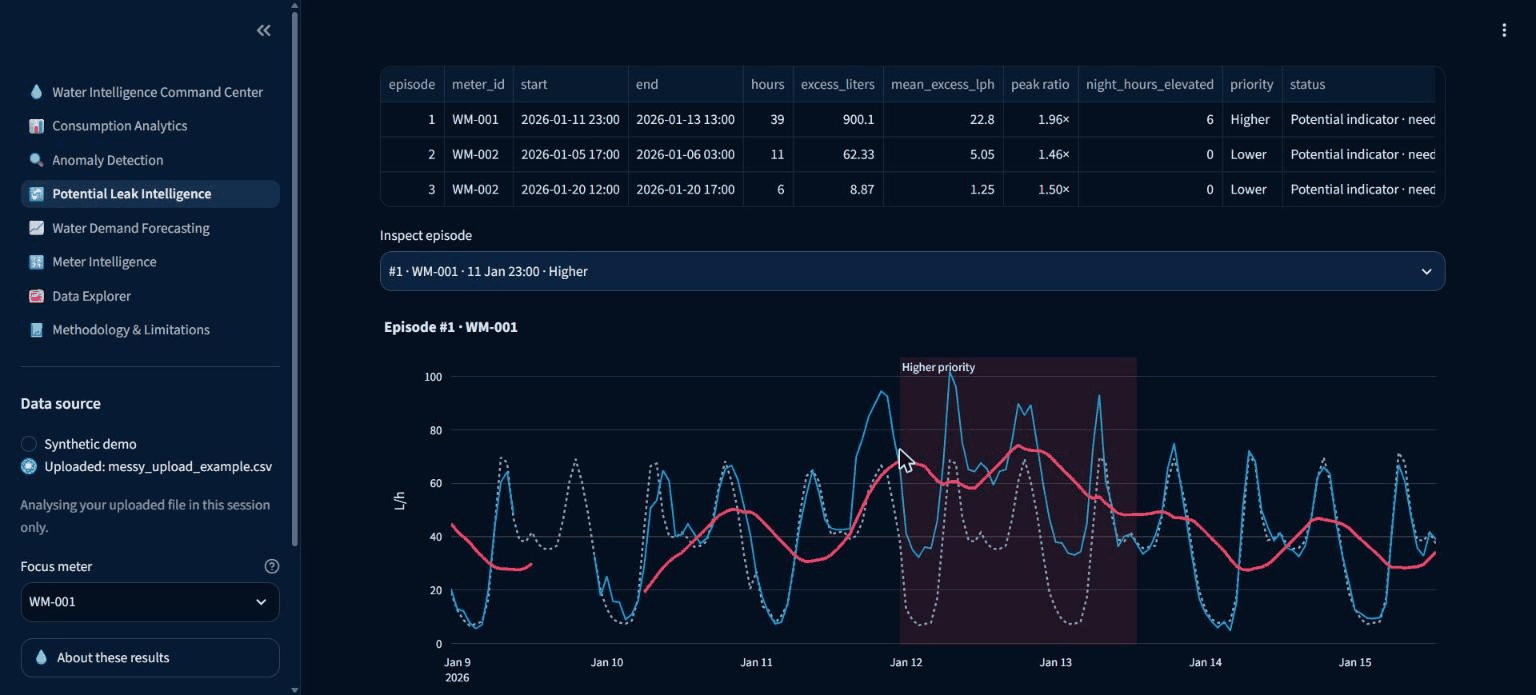 Water Intelligence Command Center
Consumption Analytics
Anomaly Detection
Potential Leak Intelligence
Water Demand Forecasting
Meter Intelligence
Data Explorer
Methodology & Limitations
Data source
Synthetic demo
Uploaded: messy_upload_example.csv
Analysing your uploaded file in this session
only.
Focus meter
WM-001
About these results
episode meter_id start end hours excess_liters mean_excess_lph peak ratio night_hours_elevated priority status
1 WM-001 2026-01-11 23:00 2026-01-13 13:00 39 900.1 22.8 1.96× 6 Higher Potential indicator · need
2 WM-002 2026-01-05 17:00 2026-01-06 03:00 11 62.33 5.05 1.46× 0 Lower Potential indicator · need
3 WM-002 2026-01-20 12:00 2026-01-20 17:00 6 8.87 1.25 1.50× 0 Lower Potential indicator · need
Inspect episode
#1 · WM-001 · 11 Jan 23:00 · Higher
Episode #1 · WM-001
Higher priority
100
80
60
40
20
0
L/h
Jan 9 Jan 10 Jan 11 Jan 12 Jan 13 Jan 14 Jan 15
2026